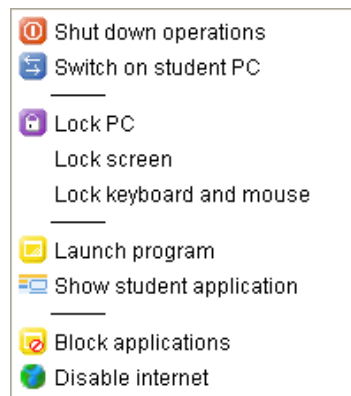 Shut down operations
Switch on student PC
Lock PC
Lock screen
Lock keyboard and mouse
Launch program
Show student application
Block applications
Disable internet